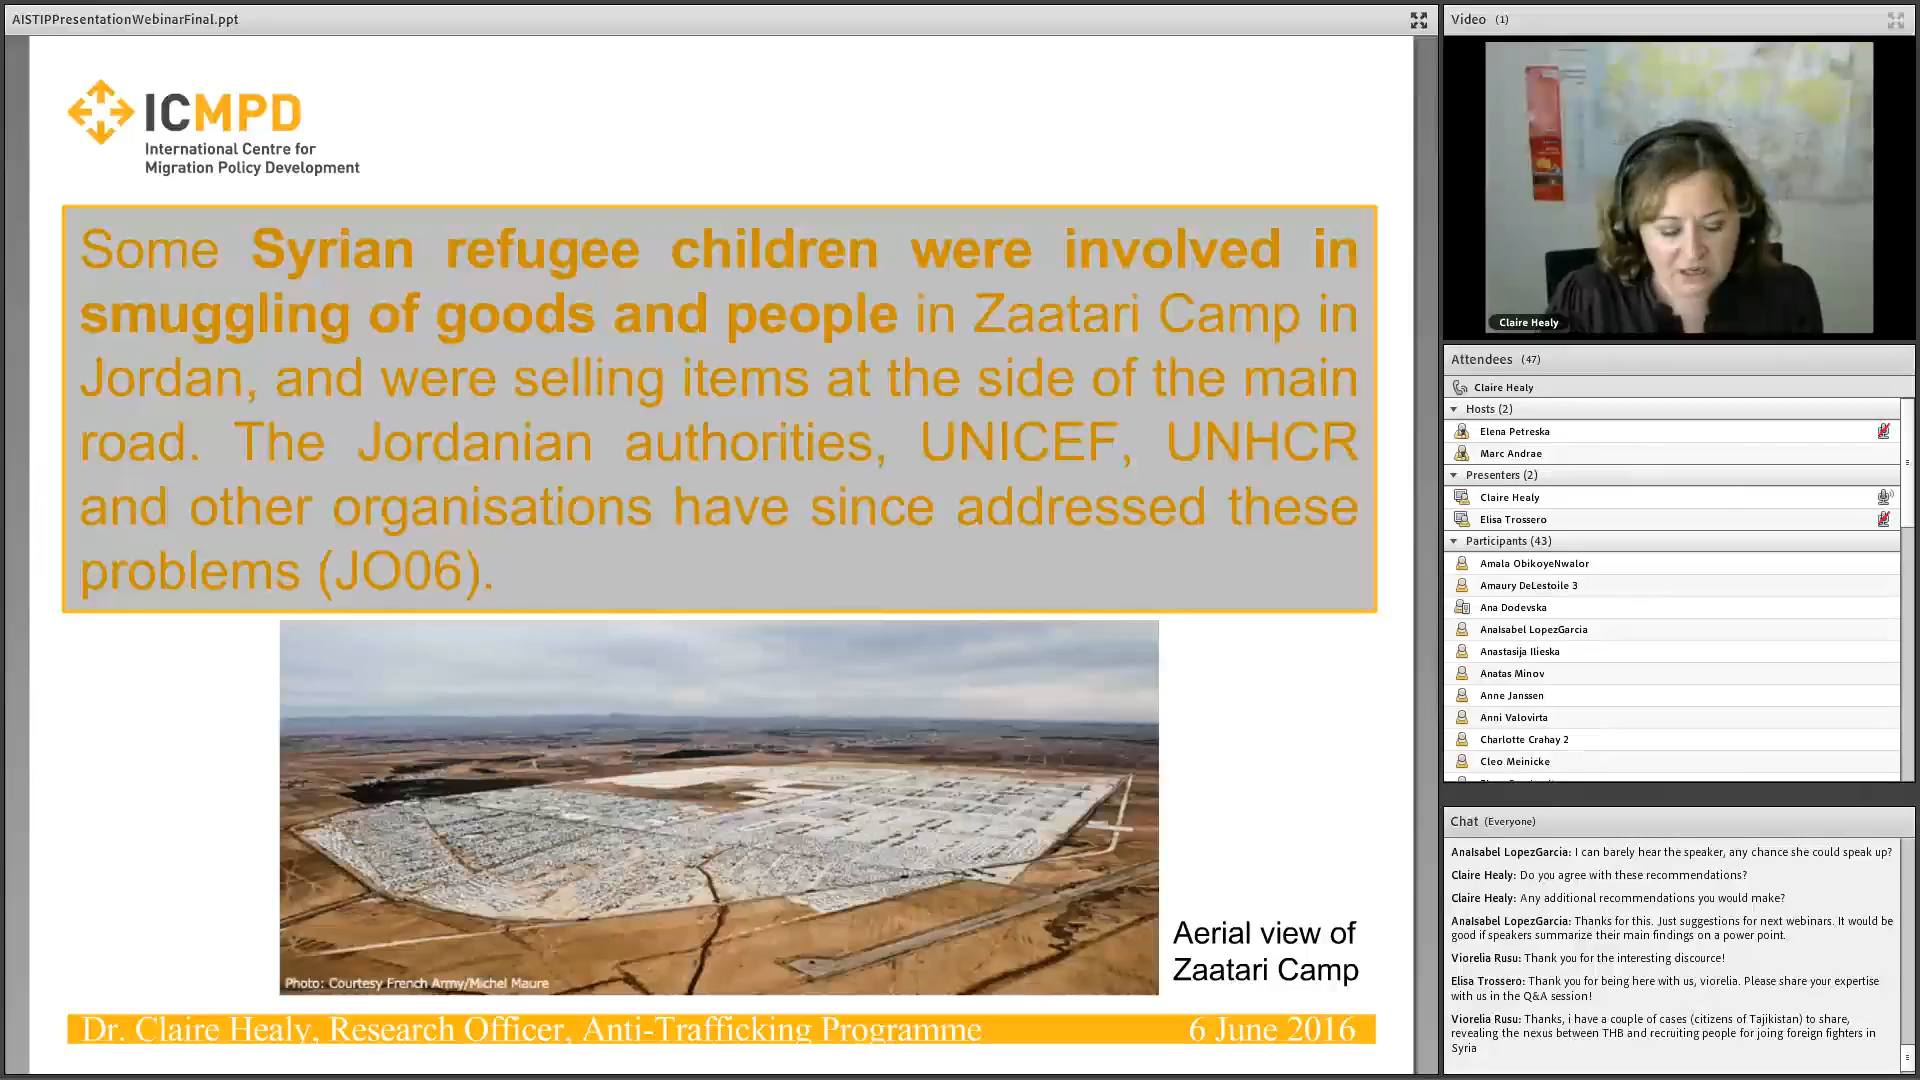 AISTIPPresentationWebinarFinal.ppt
ICMPD
International Centre for
Migration Policy Development
Some Syrian refugee children were involved in
smuggling of goods and people in Zaatari Camp in
Jordan, and were selling items at the side of the main
road. The Jordanian authorities, UNICEF, UNHCR
and other organisations have since addressed these
problems (JO06).
Photo: Courtesy French Army/Michel Maure
Aerial view of
Zaatari Camp
Dr. Claire Healy, Research Officer, Anti-Trafficking Programme 6 June 2016
Video (1)
Claire Healy
Attendees (47)
Claire Healy
Hosts (2)
Elena Petreska
Marc Andrae
Presenters (2)
Claire Healy
Elisa Trossero
Participants (43)
Amala ObikoyeNwalor
Amaury DeLestoile 3
Ana Dodevska
AnaIsabel LopezGarcia
Anastasija Ilieska
Anatas Minov
Anne Janssen
Anni Valovirta
Charlotte Crahay 2
Cleo Meinicke
Chat (Everyone)
AnaIsabel LopezGarcia: I can barely hear the speaker, any chance she could speak up?
Claire Healy: Do you agree with these recommendations?
Claire Healy: Any additional recommendations you would make?
AnaIsabel LopezGarcia: Thanks for this. Just suggestions for next webinars. It would be
good if speakers summarize their main findings on a power point.
Viorelia Rusu: Thank you for the interesting discource!
Elisa Trossero: Thank you for being here with us, viorelia. Please share your expertise
with us in the Q&A session!
Viorelia Rusu: Thanks, i have a couple of cases (citizens of Tajikistan) to share,
revealing the nexus between THB and recruiting people for joing foreign fighters in
Syria